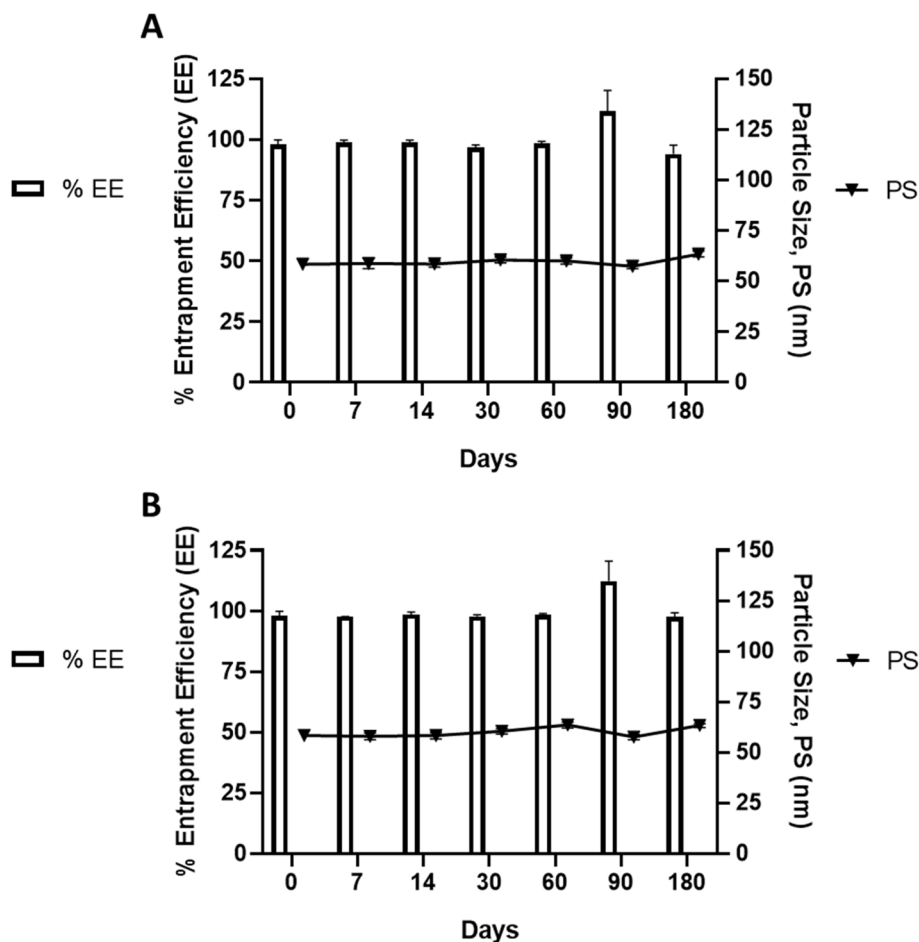 A
% Entrapment Efficiency (EE)
125
100
75
50
25
0
150
125
100
75
50
25
0
Particle Size, PS (nm)
% EE
PS
0 7 14 30 60 90 180
Days
B
% Entrapment Efficiency (EE)
125
100
75
50
25
0
150
125
100
75
50
25
0
Particle Size, PS (nm)
% EE
PS
0 7 14 30 60 90 180
Days